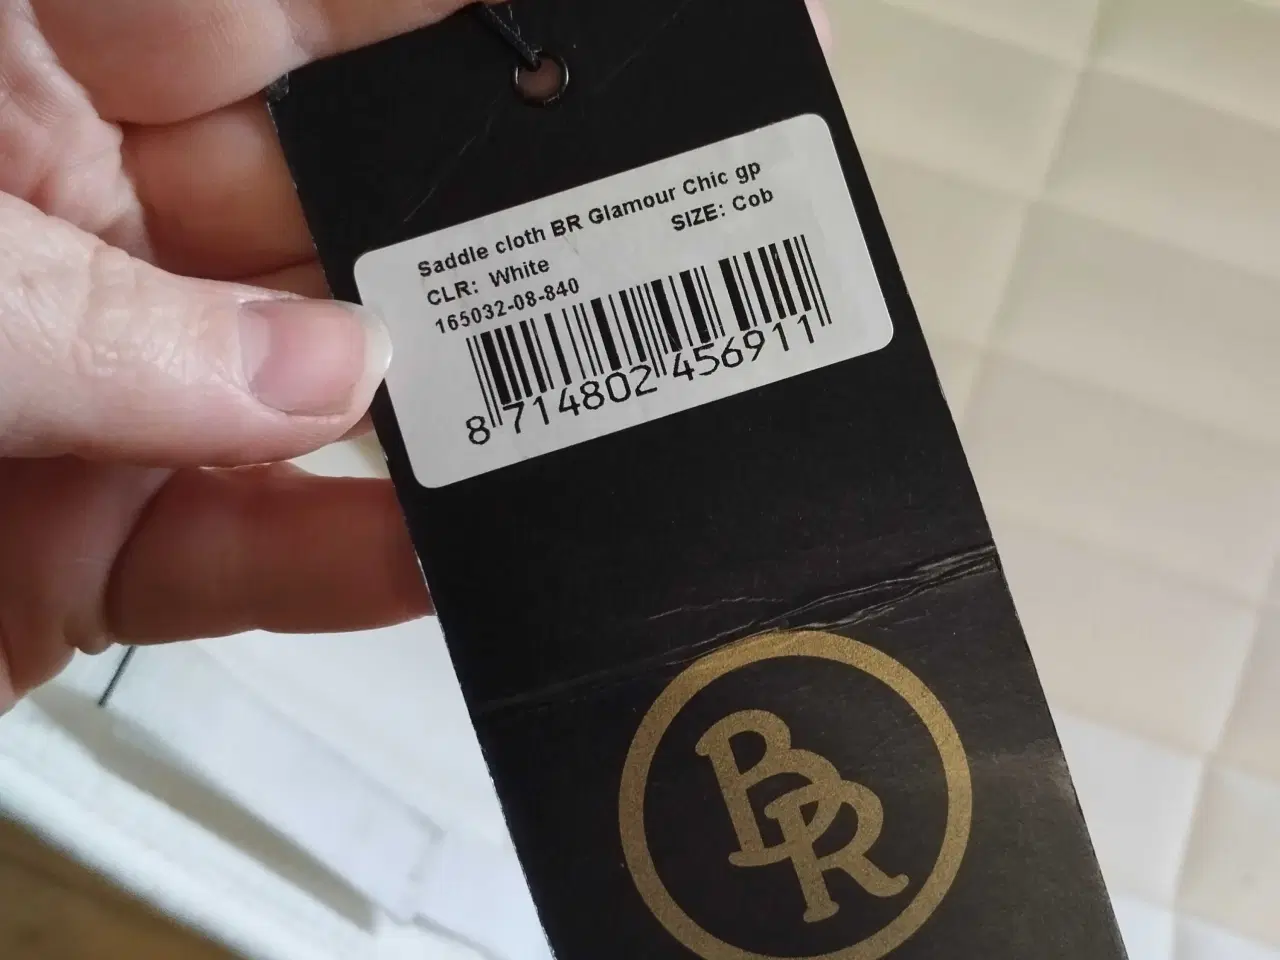 Saddle cloth BR Glamour Chic gp
SIZE: Cob
CLR: White
165032-08-840
8 714802 456911
BR